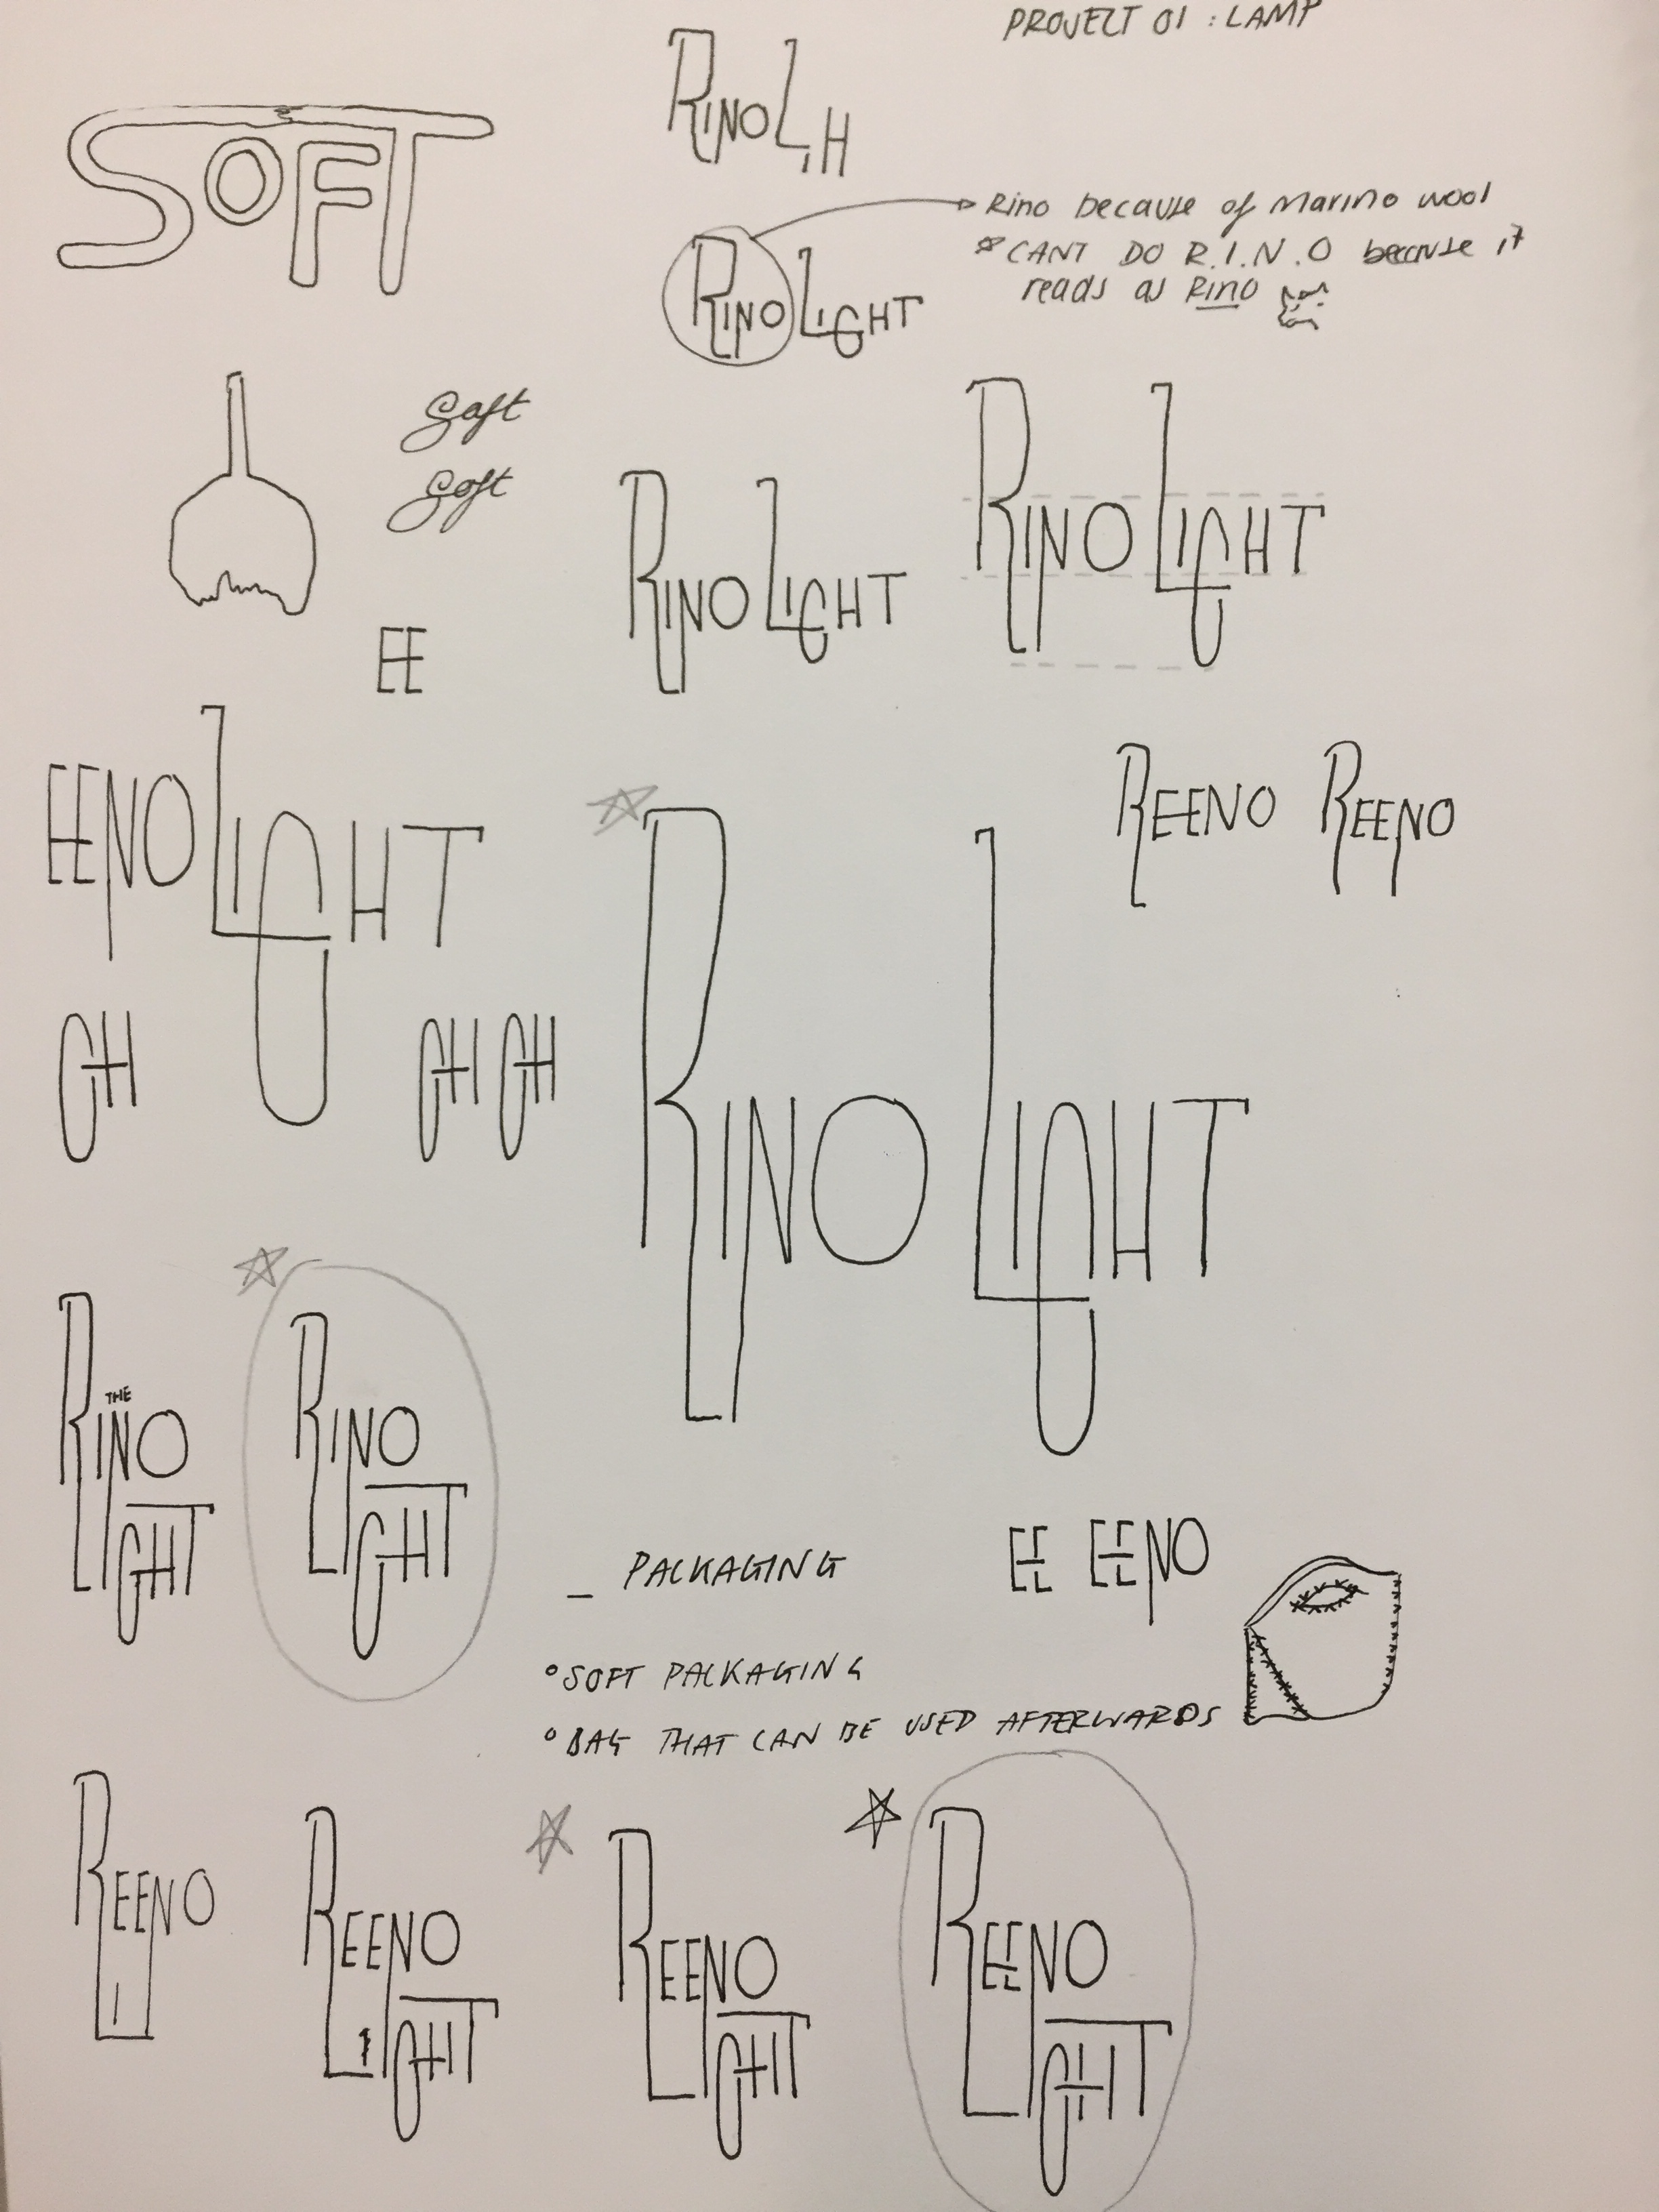 PROJECT 01 : LAMP
SOFT
RINO LIH
Rino because of Marino wool
*CANT DO R.I.N.O because it
reads as Rino
RINO LIGHT
Soft
Soft
RINO LIGHT
RINO LIGHT
EE
EENO LIGHT
REENO REENO
RINO LIGHT
GH
GH GH
THE
RINO
LIGHT
RINO
LIGHT
_ PACKAGING
EE EENO
°SOFT PACKAGING
°BAG THAT CAN BE USED AFTERWARDS
REENO
LI
REENO
LIGHT
REENO
LIGHT
REENO
LIGHT